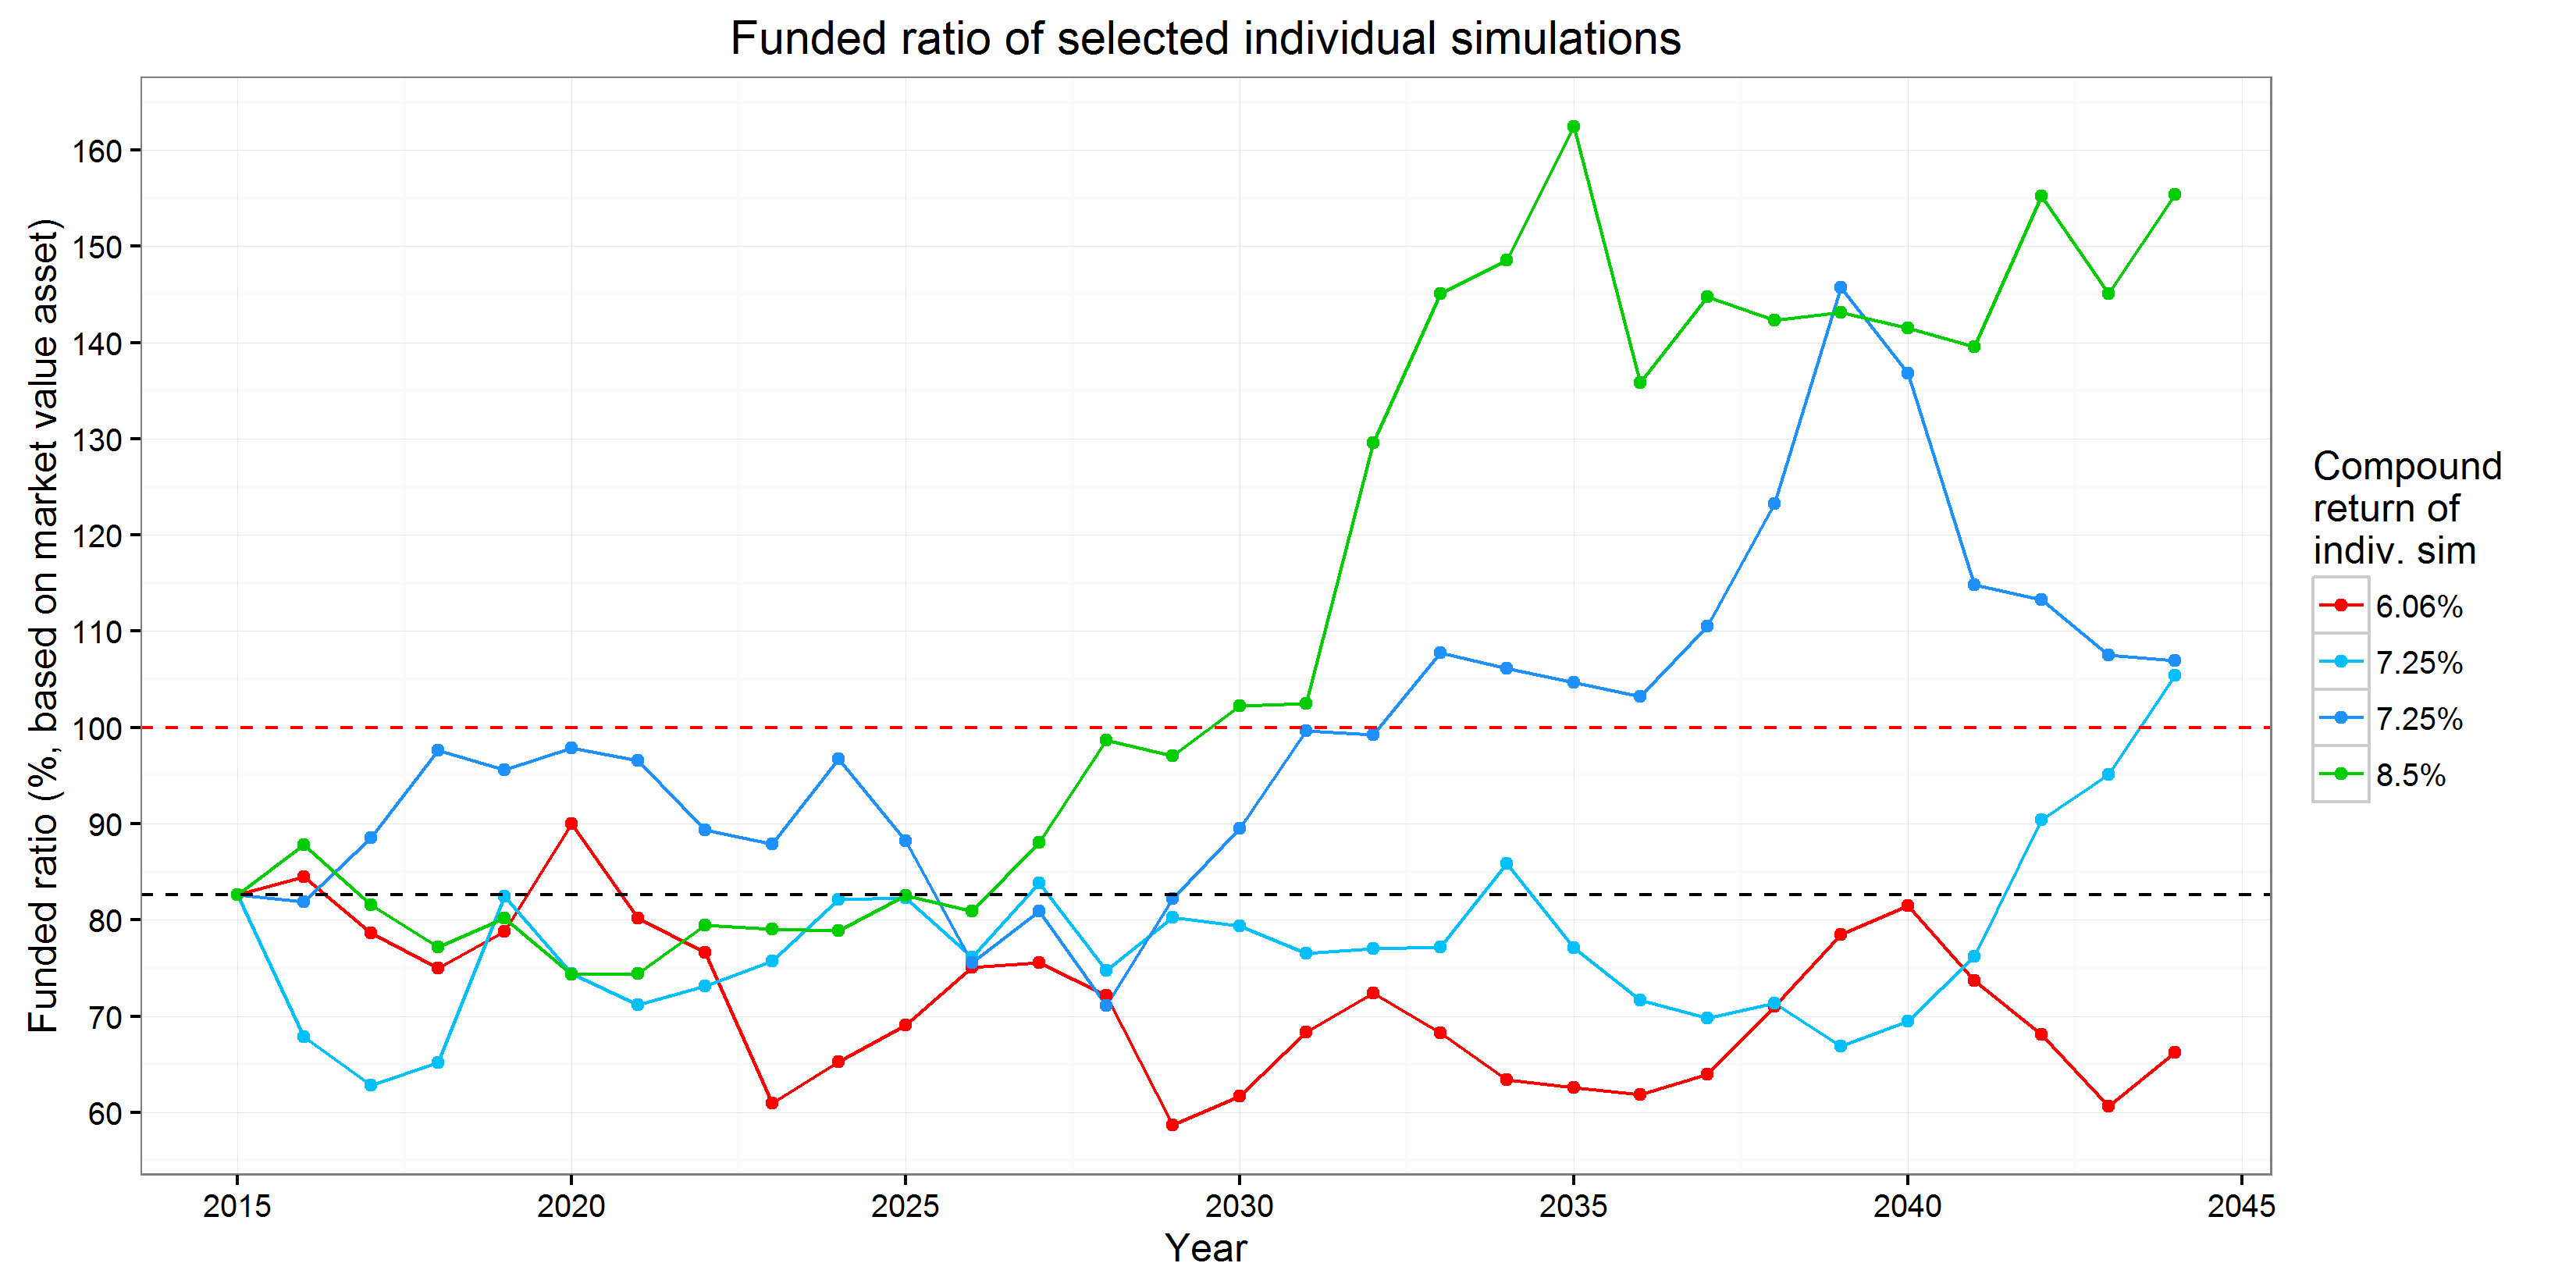 Funded ratio of selected individual simulations
Funded ratio (%, based on market value asset)
160
150
140
130
120
110
100
90
80
70
60
2015 2020 2025 2030 2035 2040 2045
Year
Compound
return of
indiv. sim
6.06%
7.25%
7.25%
8.5%